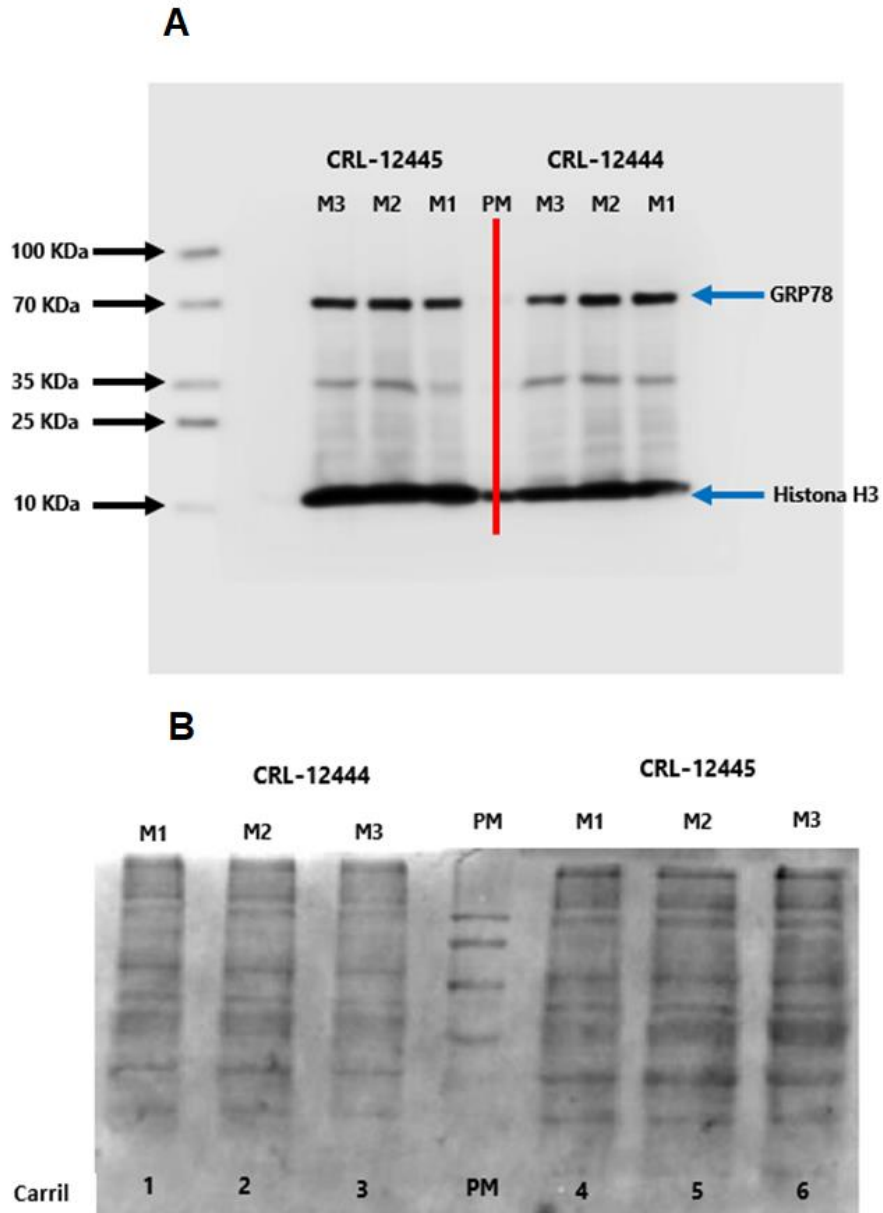 A
CRL-12445 CRL-12444
M3 M2 M1 PM M3 M2 M1
100 KDa
70 KDa
35 KDa
25 KDa
10 KDa
GRP78
Histona H3
B
CRL-12444 CRL-12445
M1 M2 M3 PM M1 M2 M3
Carril 1 2 3 PM 4 5 6